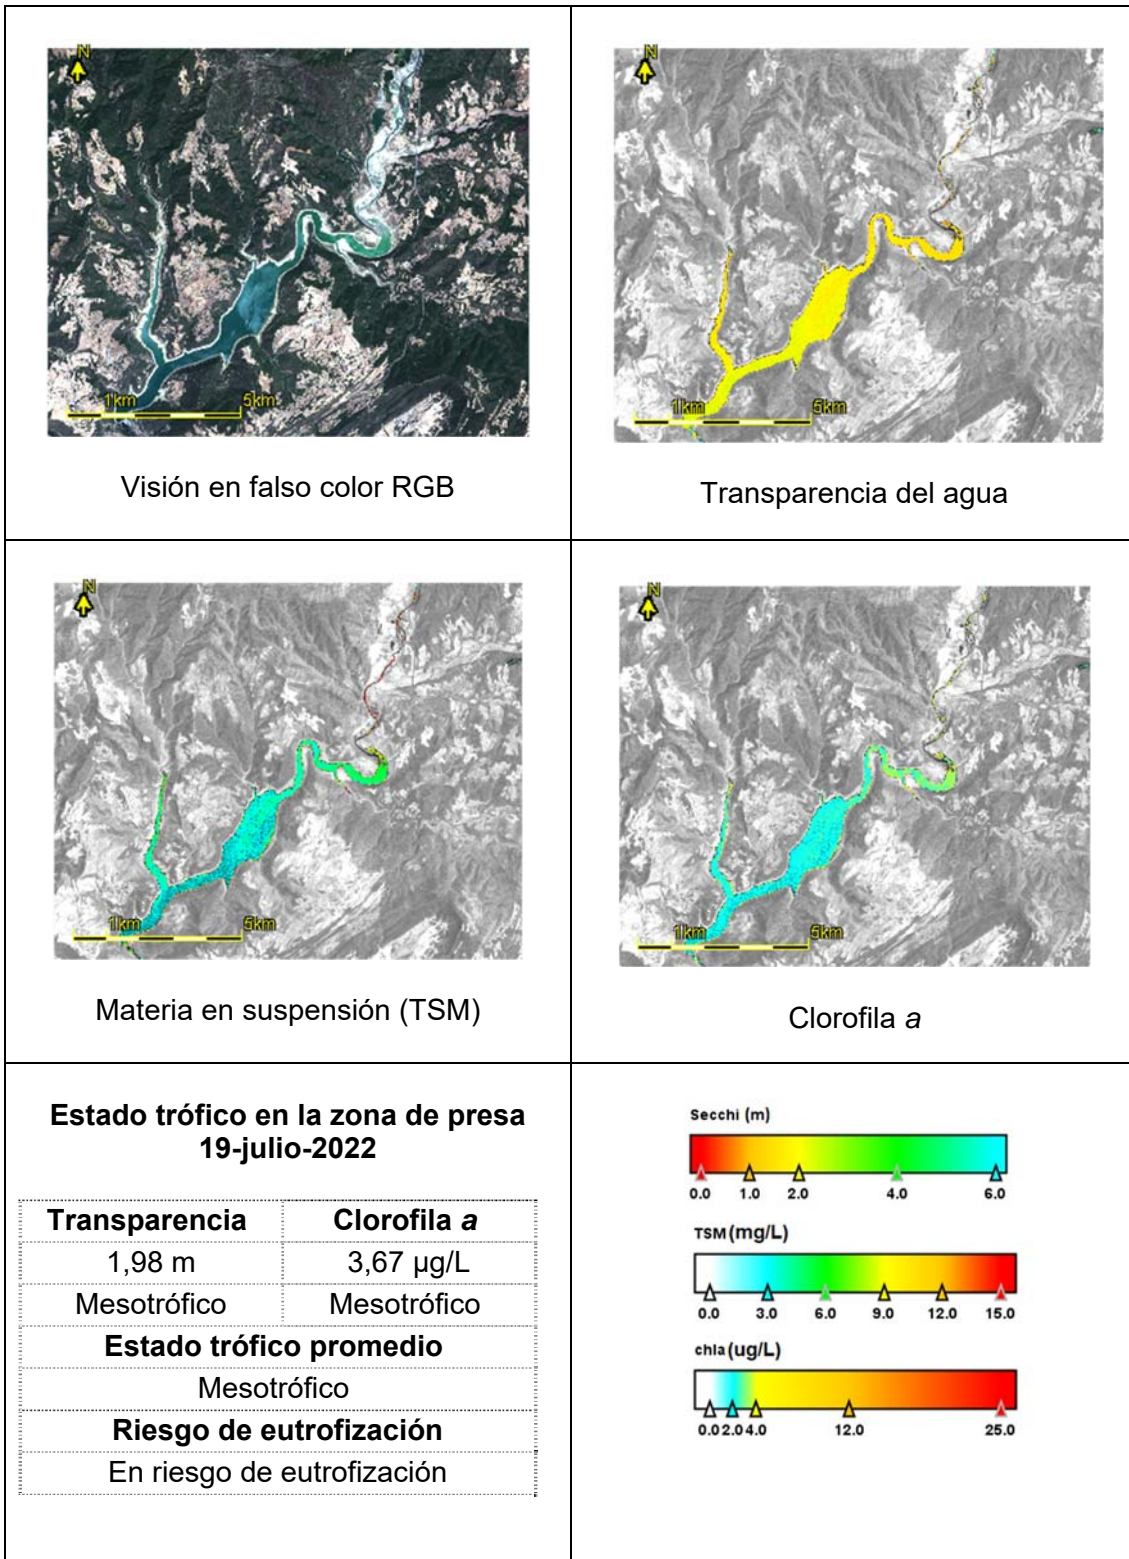 N
1km
5km
Visión en falso color RGB
N
1km
5km
Transparencia del agua
N
1km
5km
Materia en suspensión (TSM)
N
1km
5km
Clorofila a
Estado trófico en la zona de presa
19-julio-2022
Transparencia Clorofila a
1,98 m 3,67 µg/L
Mesotrófico Mesotrófico
Estado trófico promedio
Mesotrófico
Riesgo de eutrofización
En riesgo de eutrofización
Secchi (m)
0.0 1.0 2.0 4.0 6.0
TSM (mg/L)
0.0 3.0 6.0 9.0 12.0 15.0
chla (ug/L)
0.0 2.0 4.0 12.0 25.0